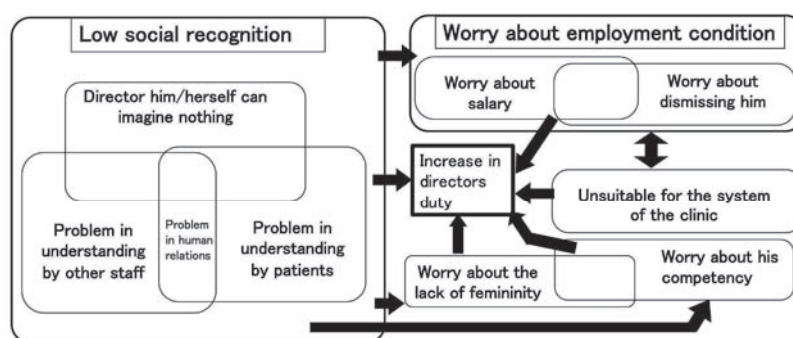 Low social recognition
Director him/herself can
imagine nothing
Problem in
understanding
by other staff
Problem
in human
relations
Problem in
understanding
by patients
Worry about employment condition
Worry about
salary
Worry about
dismissing him
Increase in
directors
duty
Unsuitable for the system
of the clinic
Worry about the
lack of femininity
Worry about his
competency